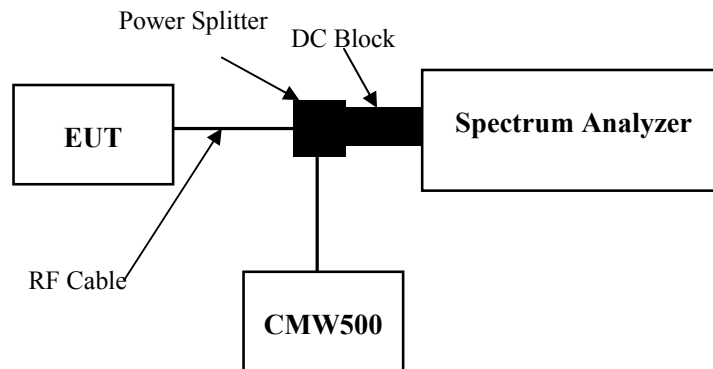 Power Splitter
DC Block
EUT
Spectrum Analyzer
RF Cable
CMW500